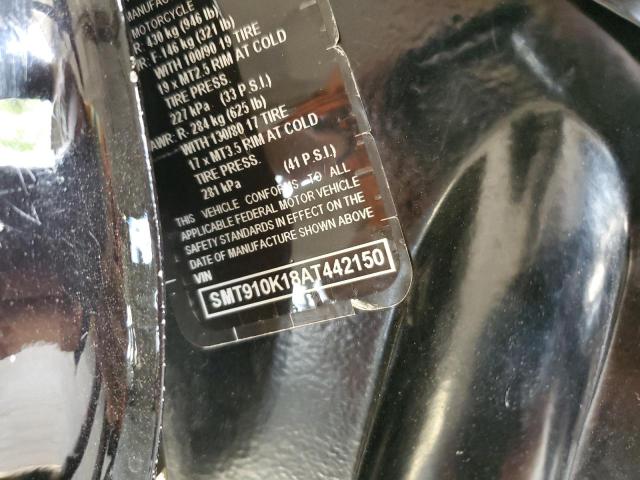 MOTORCYCLE
R: 430 kg (946 lb)
R: F- 146 kg (321 lb)
WITH 100/90 19 TIRE
19 x MT2.5 RIM AT COLD
TIRE PRESS.
227 kPa (33 P.S.I.)
AWR: R- 284 kg (625 lb)
WITH 130/80 17 TIRE
17 x MT3.5 RIM AT COLD
TIRE PRESS.
281 kPa (41 P.S.I.)
THIS VEHICLE CONFORMS TO ALL
APPLICABLE FEDERAL MOTOR VEHICLE
SAFETY STANDARDS IN EFFECT ON THE
DATE OF MANUFACTURE SHOWN ABOVE
VIN
SMT910K18AT442150